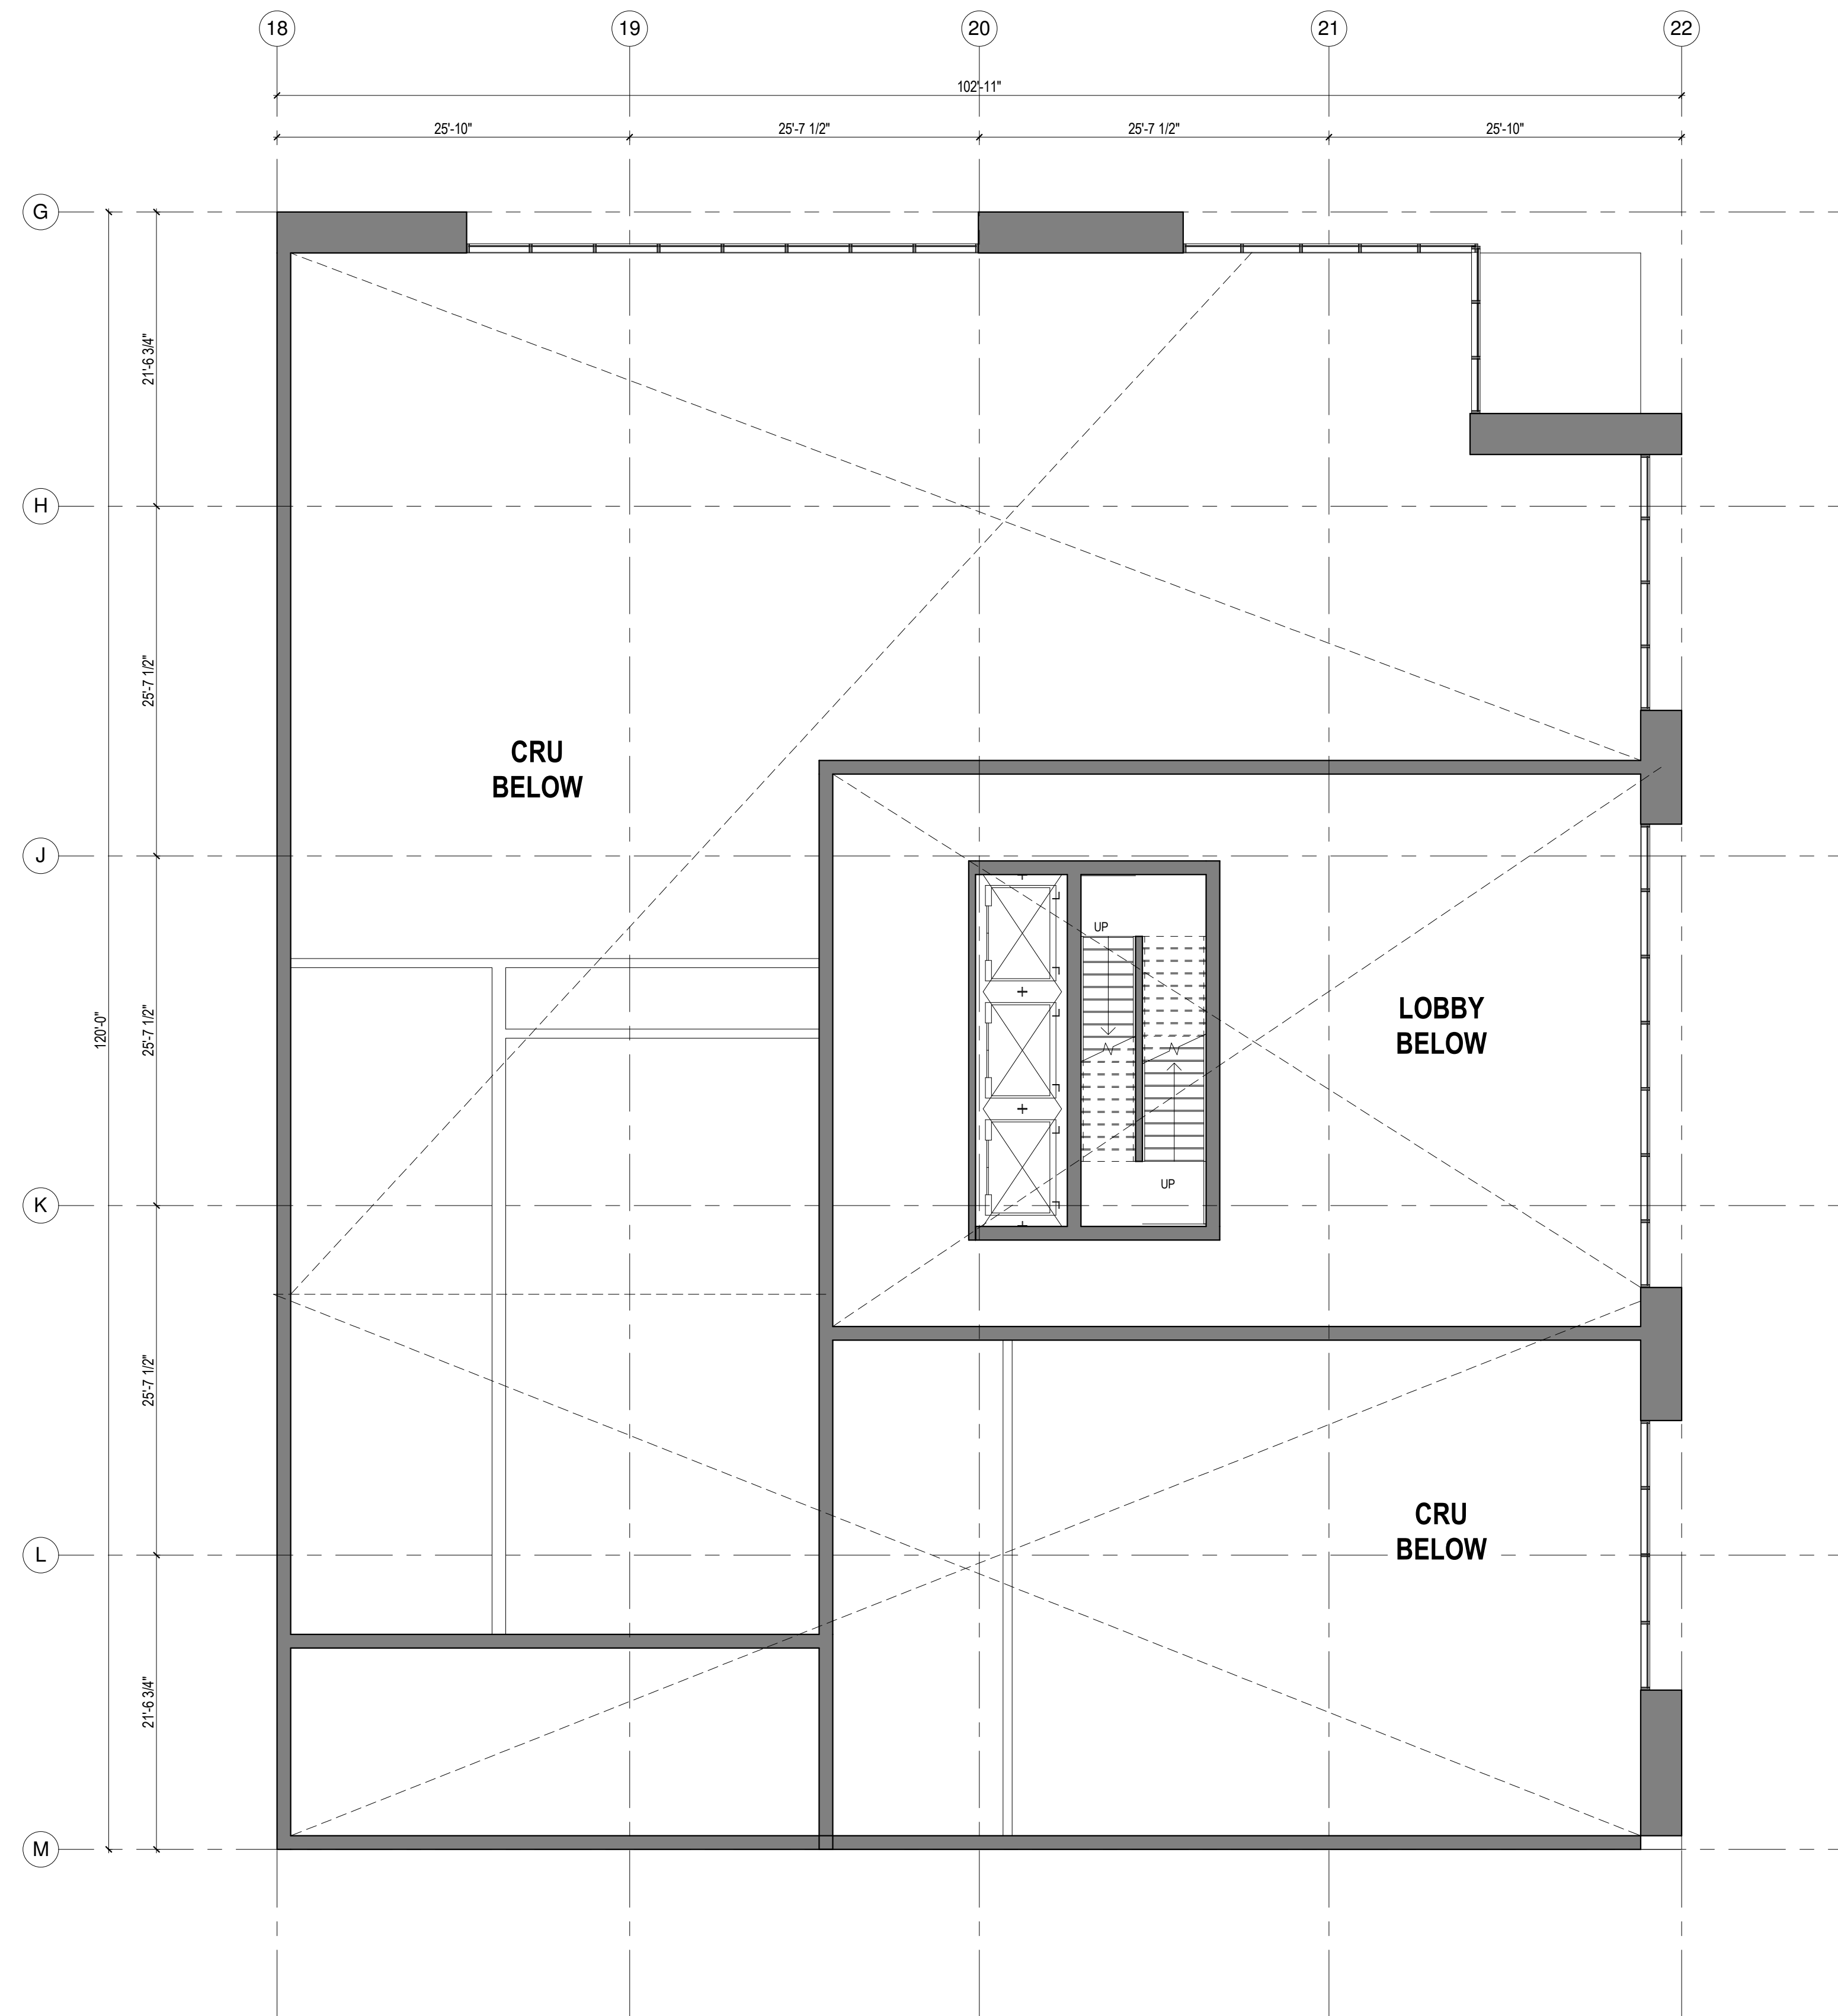 18
19
20
21
22
102'-11"
25'-10"
25'-7 1/2"
25'-7 1/2"
25'-10"
G
H
J
K
L
M
21'-6 3/4"
25'-7 1/2"
25'-7 1/2"
25'-7 1/2"
21'-6 3/4"
120'-0"
CRU
BELOW
UP
LOBBY
BELOW
UP
CRU
BELOW